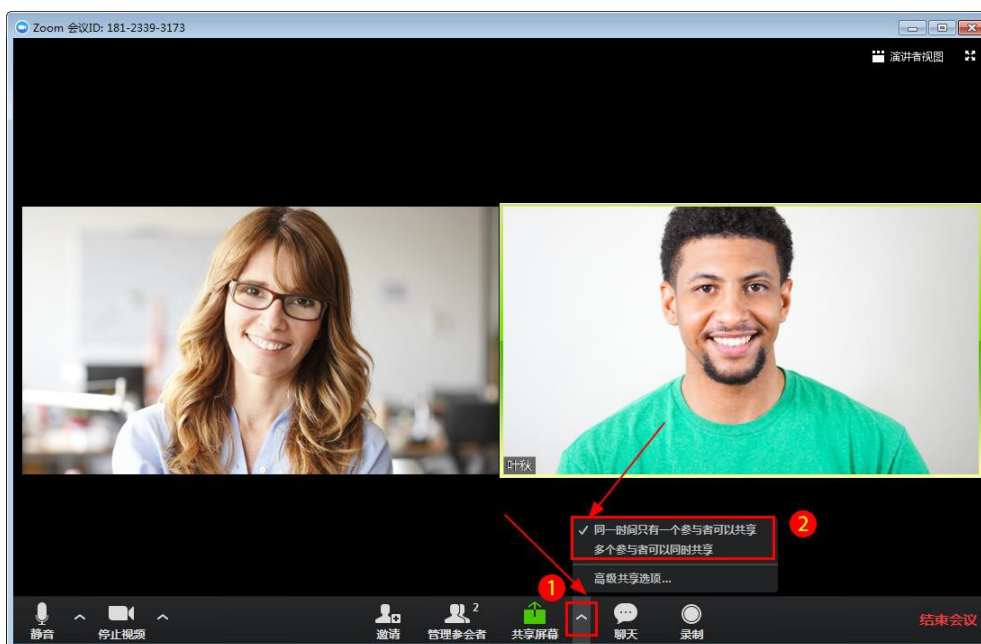 Zoom 会议ID: 181-2339-3173
演讲者视图
叶秋
✓ 同一时间只有一个参与者可以共享
2
多个参与者可以同时共享
高级共享选项...
1
静音
停止视频
邀请
管理参会者 2
共享屏幕
聊天
录制
结束会议